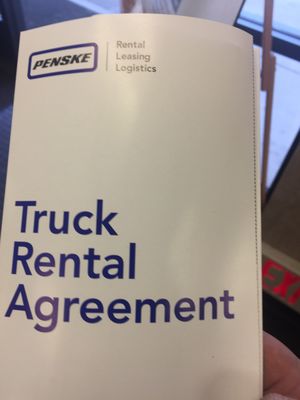 PENSKE
Rental
Leasing
Logistics
Truck
Rental
Agreement